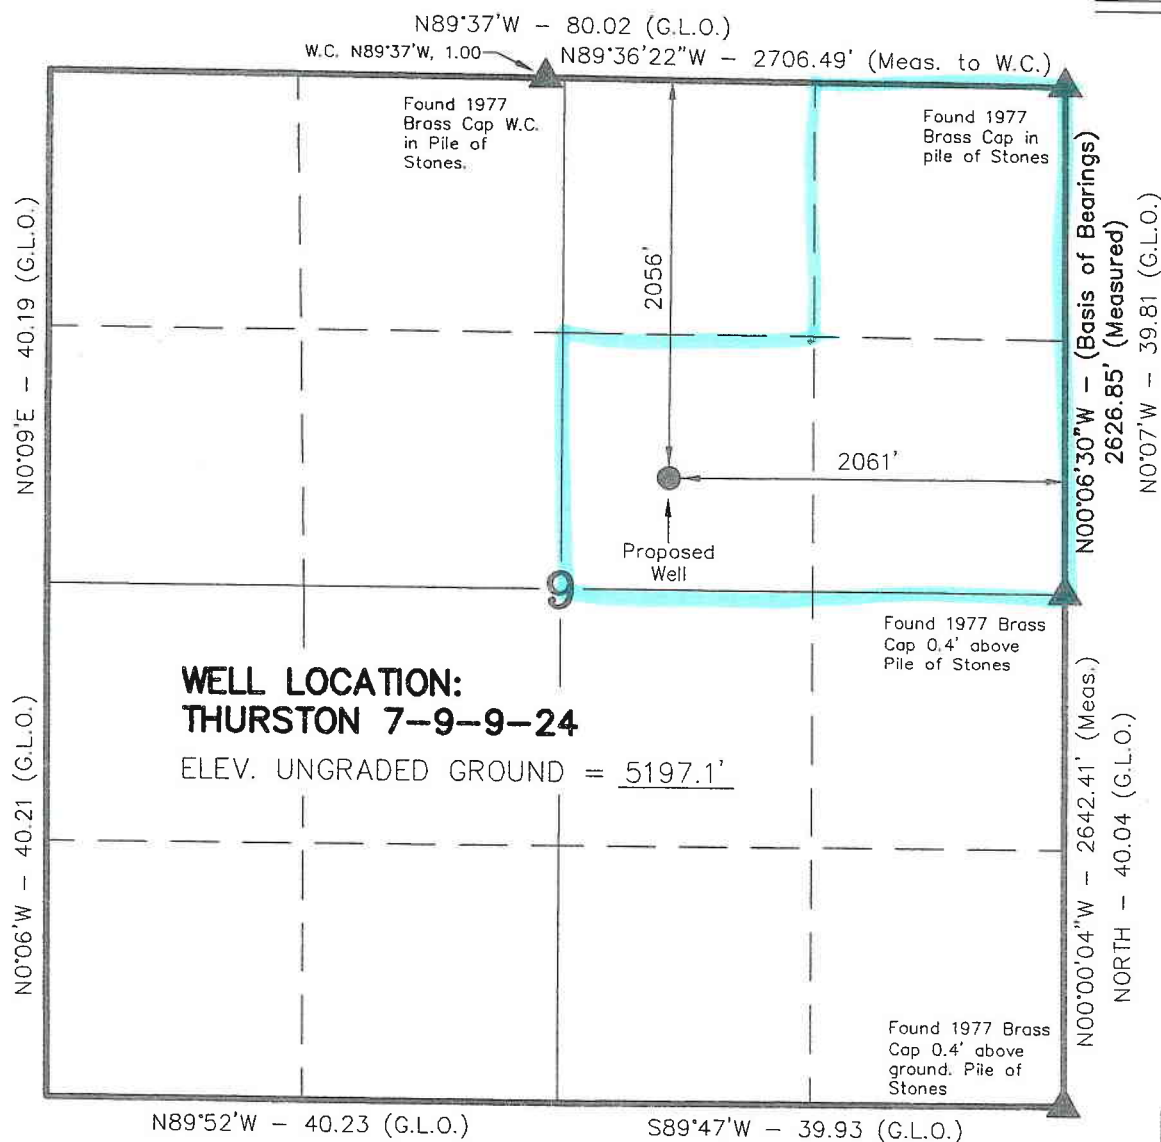 N89°37'W - 80.02 (G.L.O.)
W.C. N89°37'W, 1.00
N89°36'22"W - 2706.49' (Meas. to W.C.)
Found 1977
Brass Cap W.C.
in Pile of
Stones.
Found 1977
Brass Cap in
pile of Stones
N0°09'E - 40.19 (G.L.O.)
2056'
N00°06'30"W - (Basis of Bearings)
2626.85' (Measured)
N0°07'W - 39.81 (G.L.O.)
2061'
Proposed
Well
9
Found 1977 Brass
Cap 0.4' above
Pile of Stones
WELL LOCATION:
THURSTON 7-9-9-24
ELEV. UNGRADED GROUND = 5197.1'
N0°06'W - 40.21 (G.L.O.)
N00°00'04"W - 2642.41' (Meas.)
NORTH - 40.04 (G.L.O.)
Found 1977 Brass
Cap 0.4' above
ground. Pile of
Stones
N89°52'W - 40.23 (G.L.O.)
S89°47'W - 39.93 (G.L.O.)